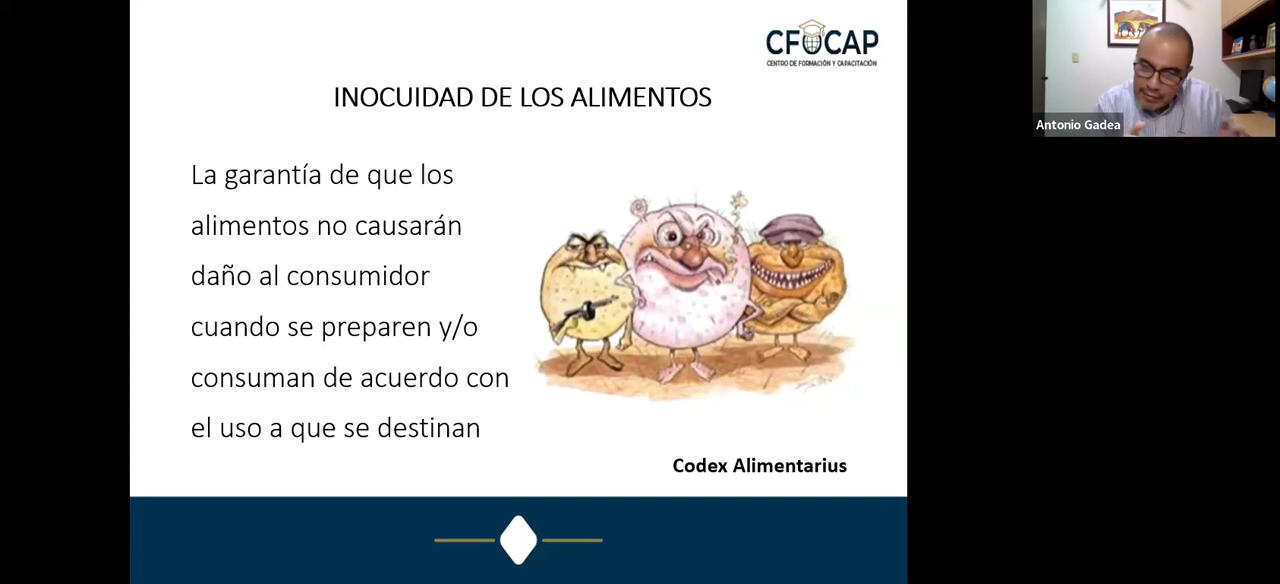 CFOCAP
CENTRO DE FORMACIÓN Y CAPACITACIÓN
INOCUIDAD DE LOS ALIMENTOS
La garantía de que los
alimentos no causarán
daño al consumidor
cuando se preparen y/o
consuman de acuerdo con
el uso a que se destinan
Codex Alimentarius
Antonio Gadea